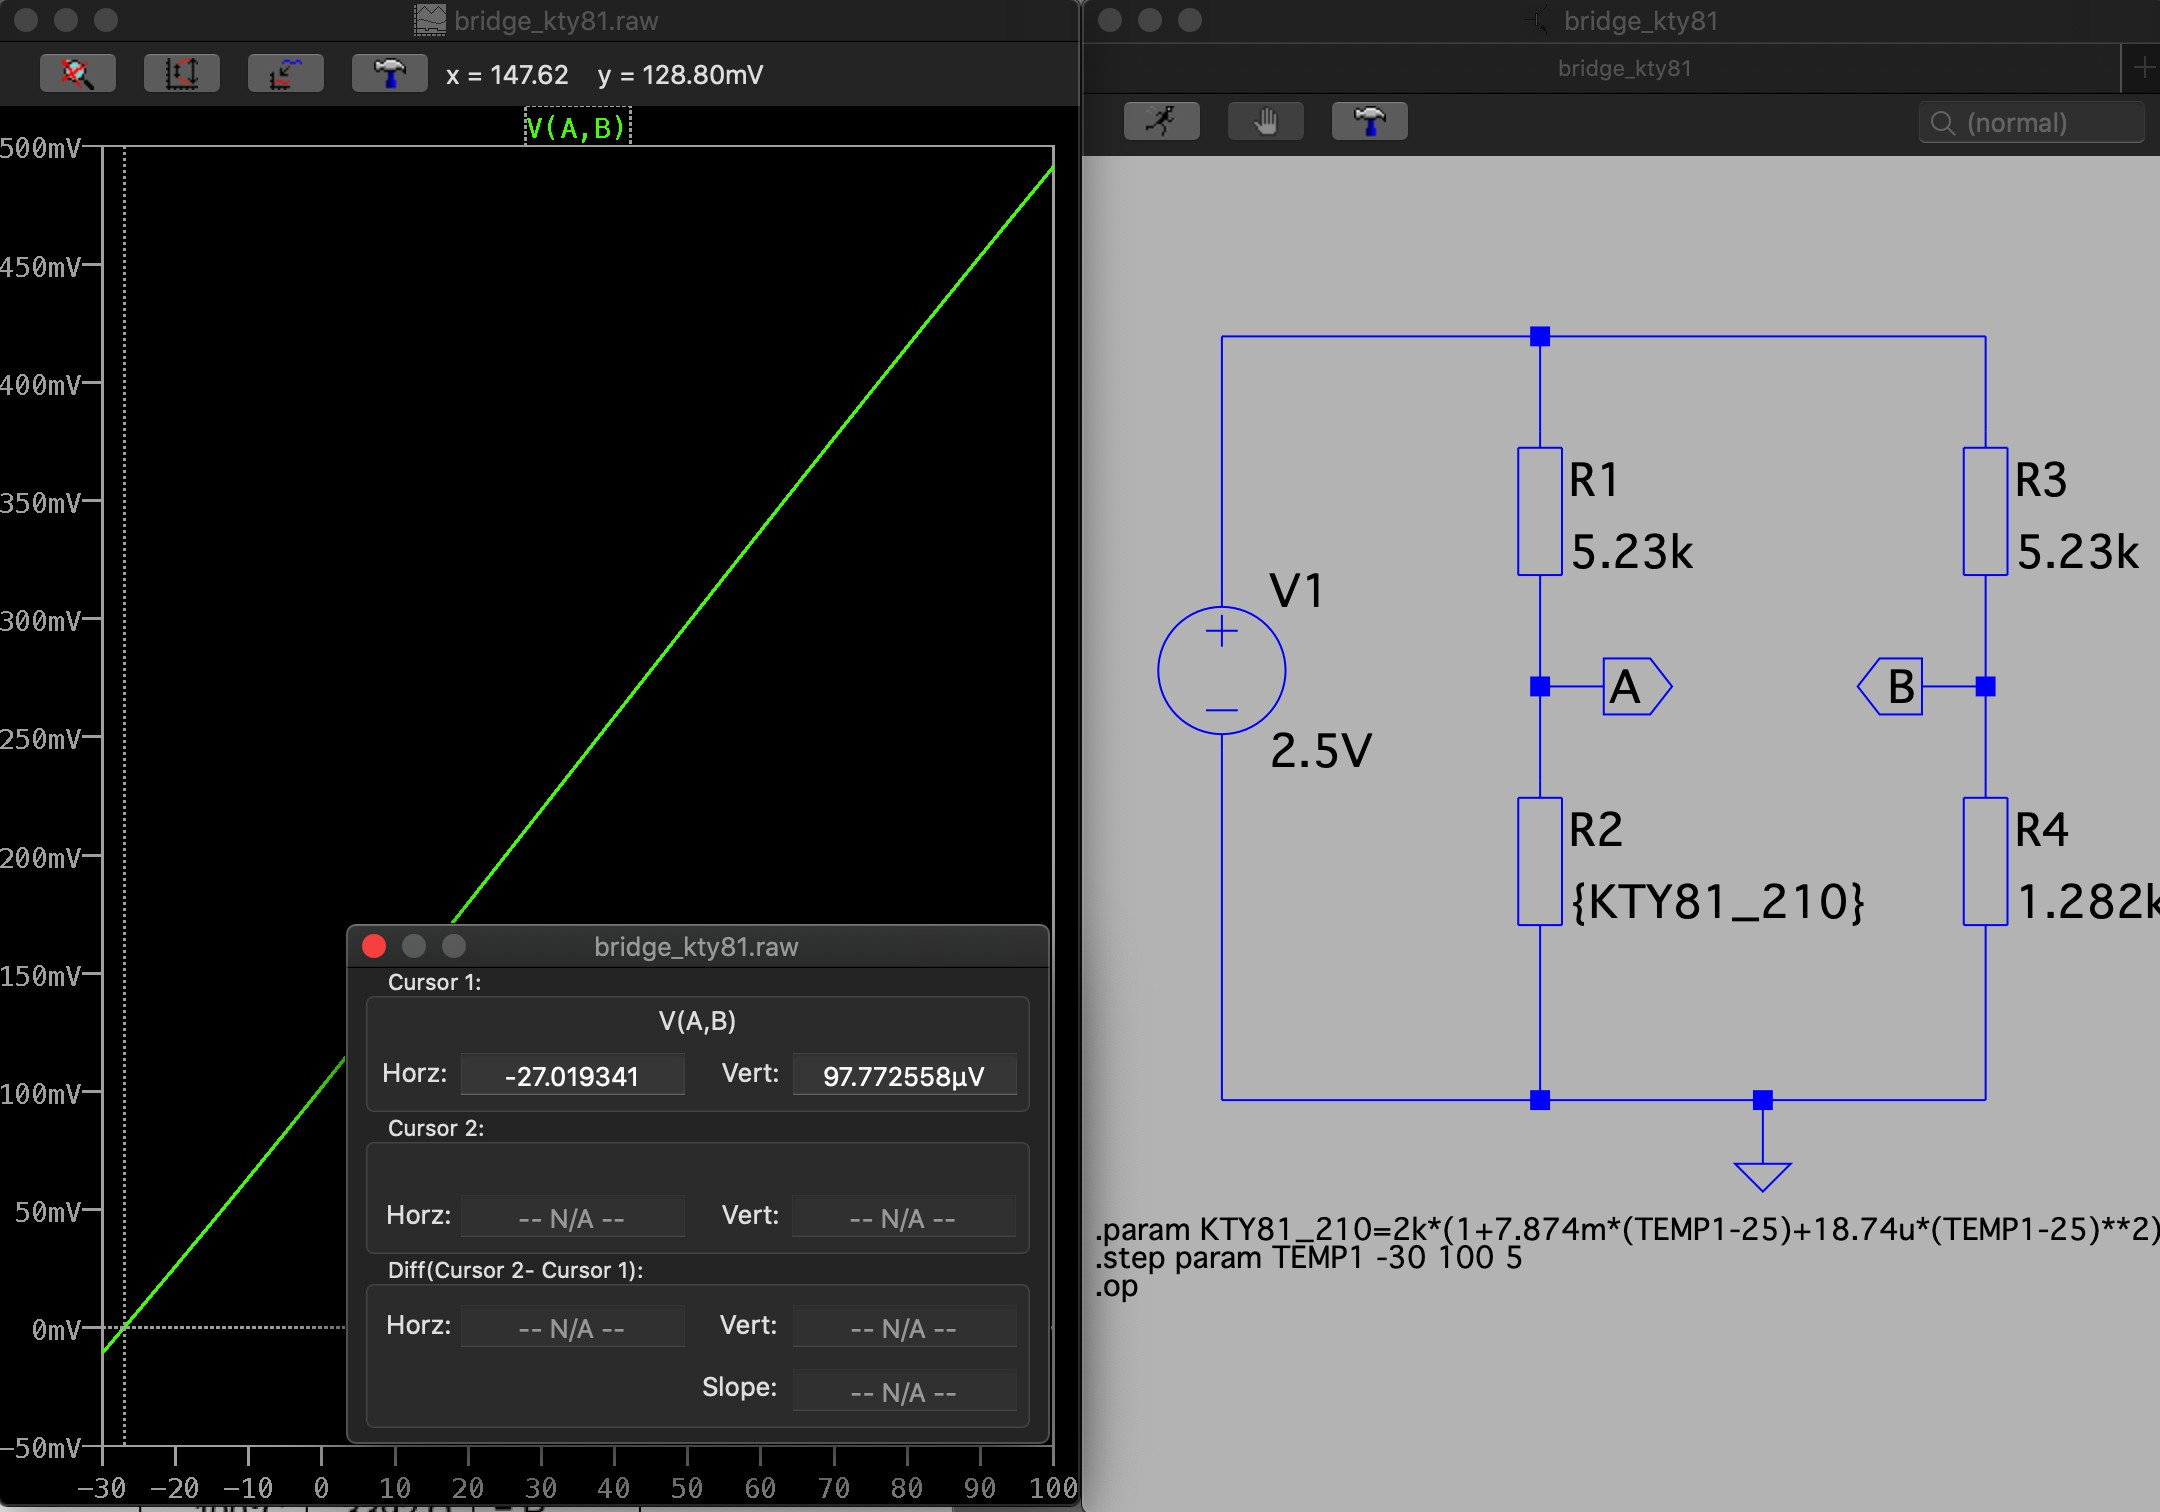 bridge_kty81.raw
x = 147.62 y = 128.80mV
V(A,B)
500mV
450mV
400mV
350mV
300mV
250mV
200mV
150mV
100mV
50mV
0mV
-50mV
-30 -20 -10 0 10 20 30 40 50 60 70 80 90 100
bridge_kty81.raw
Cursor 1:
V(A,B)
Horz: -27.019341 Vert: 97.772558µV
Cursor 2:
Horz: -- N/A -- Vert: -- N/A --
Diff(Cursor 2- Cursor 1):
Horz: -- N/A -- Vert: -- N/A --
Slope: -- N/A --
bridge_kty81
bridge_kty81
(normal)
R1
5.23k
R3
5.23k
V1
2.5V
A
B
R2
{KTY81_210}
R4
1.282k
.param KTY81_210=2k*(1+7.874m*(TEMP1-25)+18.74u*(TEMP1-25)**2)
.step param TEMP1 -30 100 5
.op